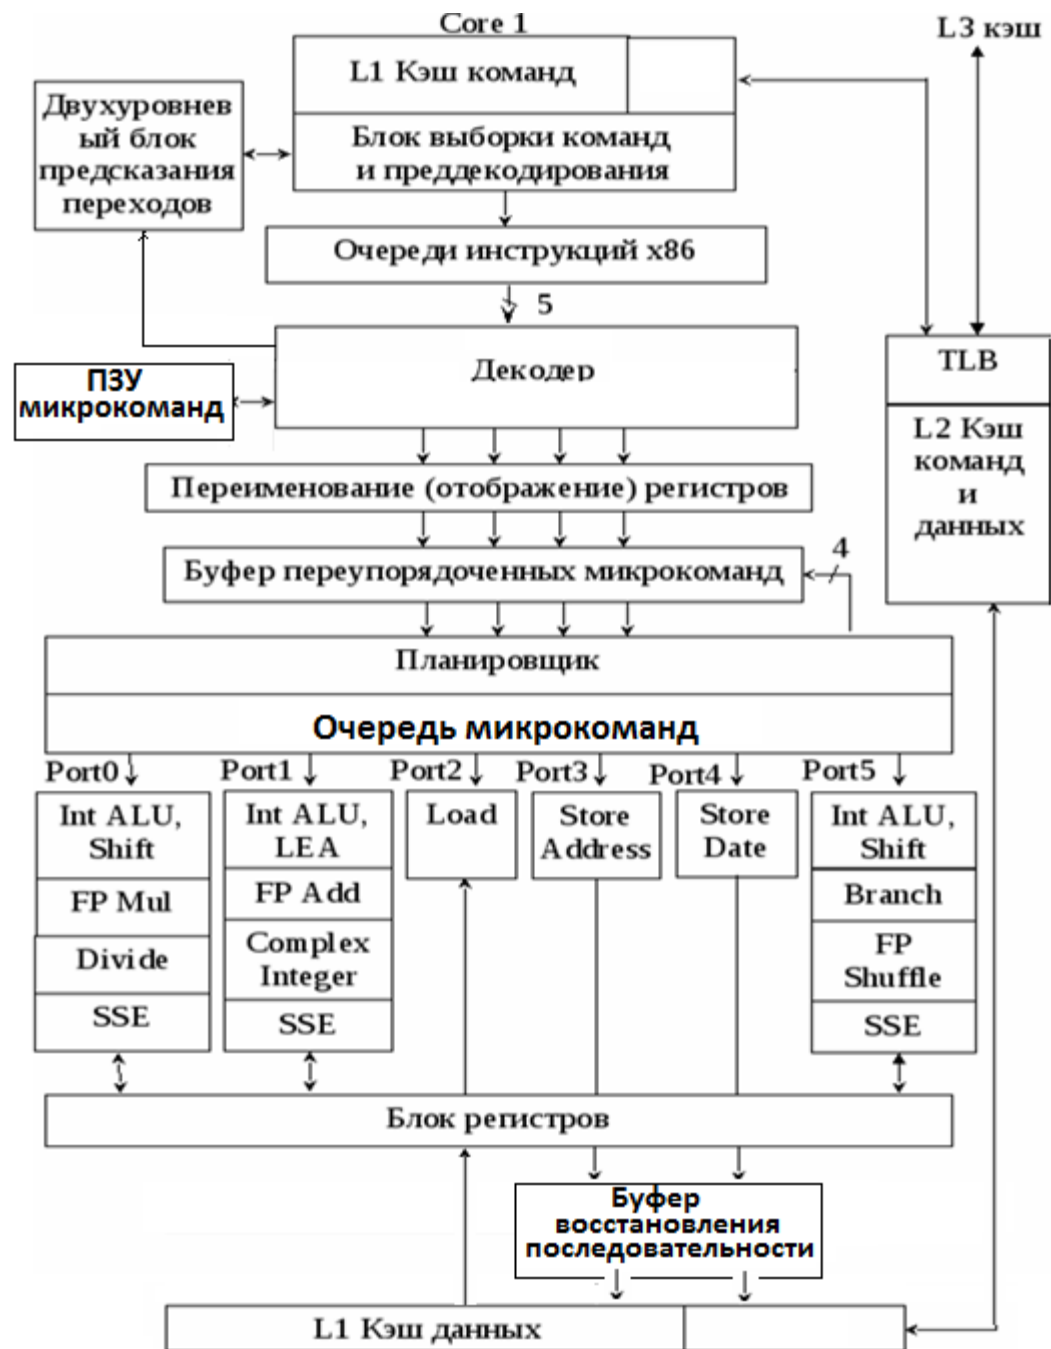 Core 1
L3 кэш
L1 Кэш команд
Двухуровнев
ый блок
предсказания
переходов
Блок выборки команд
и преддекодирования
Очереди инструкций x86
5
Декодер
ПЗУ
микрокоманд
TLB
L2 Кэш
команд
и
данных
Переименование (отображение) регистров
4
Буфер переупорядоченных микрокоманд
Планировщик
Очередь микрокоманд
Port0
Port1
Port2
Port3
Port4
Port5
Int ALU,
Shift
FP Mul
Divide
SSE
Int ALU,
LEA
FP Add
Complex
Integer
SSE
Load
Store
Address
Store
Date
Int ALU,
Shift
Branch
FP
Shuffle
SSE
Блок регистров
Буфер
восстановления
последовательности
L1 Кэш данных